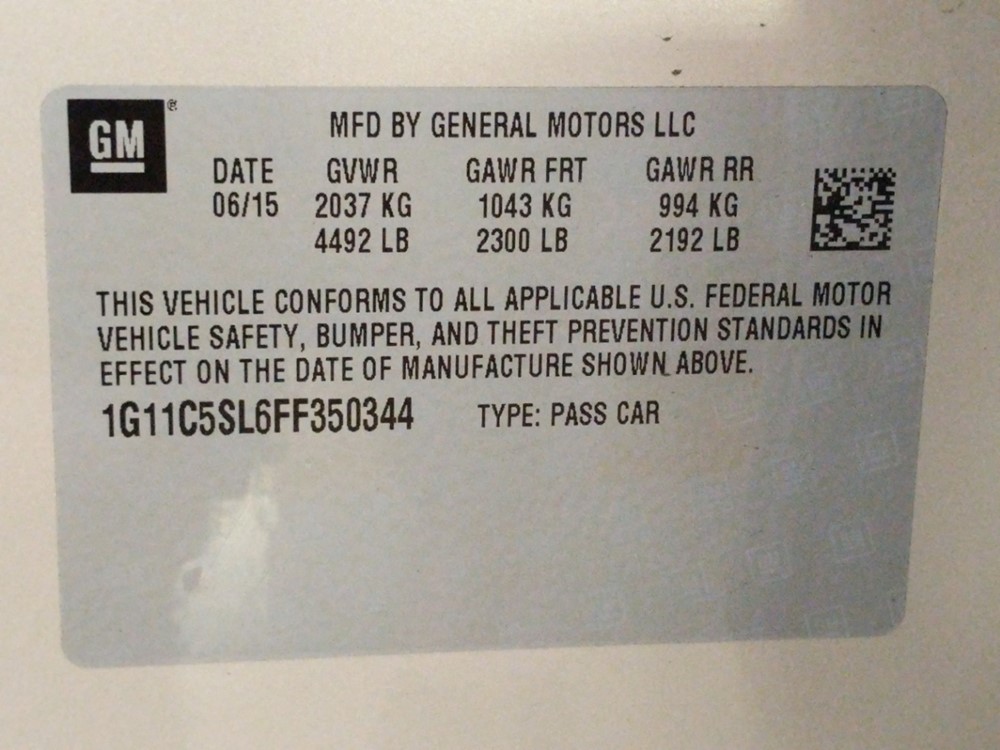 GM ®
MFD BY GENERAL MOTORS LLC
DATE GVWR GAWR FRT GAWR RR
06/15 2037 KG 1043 KG 994 KG
4492 LB 2300 LB 2192 LB
THIS VEHICLE CONFORMS TO ALL APPLICABLE U.S. FEDERAL MOTOR
VEHICLE SAFETY, BUMPER, AND THEFT PREVENTION STANDARDS IN
EFFECT ON THE DATE OF MANUFACTURE SHOWN ABOVE.
1G11C5SL6FF350344 TYPE: PASS CAR